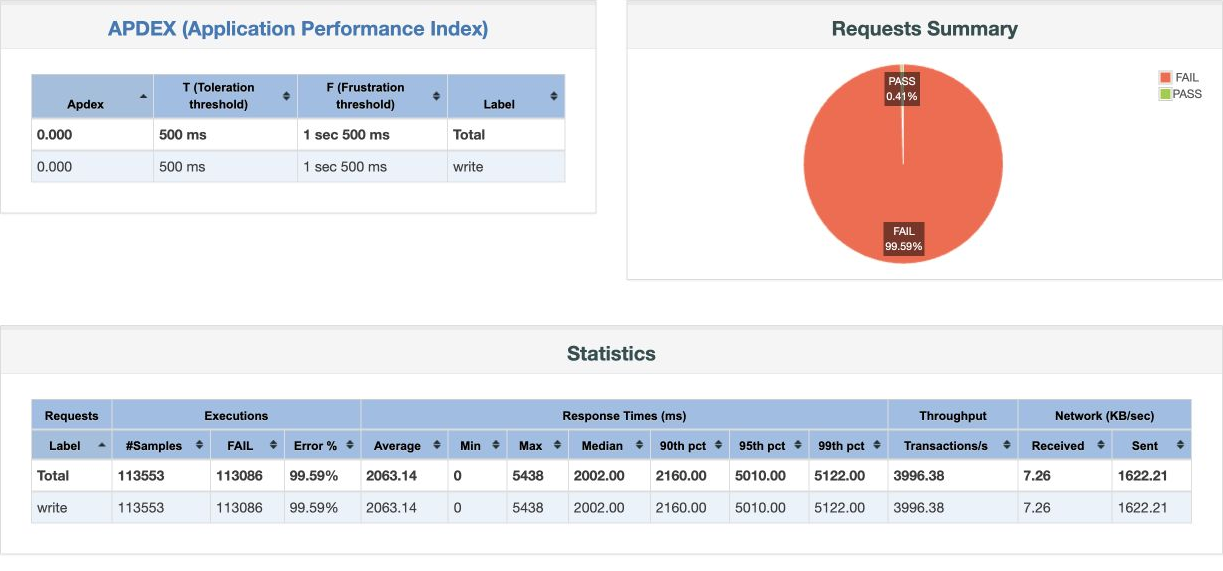 APDEX (Application Performance Index)
Apdex T (Toleration threshold) F (Frustration threshold) Label
0.000 500 ms 1 sec 500 ms Total
0.000 500 ms 1 sec 500 ms write
Requests Summary
FAIL
PASS
PASS
0.41%
FAIL
99.59%
Statistics
Requests Executions Response Times (ms) Throughput Network (KB/sec)
Label #Samples FAIL Error % Average Min Max Median 90th pct 95th pct 99th pct Transactions/s Received Sent
Total 113553 113086 99.59% 2063.14 0 5438 2002.00 2160.00 5010.00 5122.00 3996.38 7.26 1622.21
write 113553 113086 99.59% 2063.14 0 5438 2002.00 2160.00 5010.00 5122.00 3996.38 7.26 1622.21